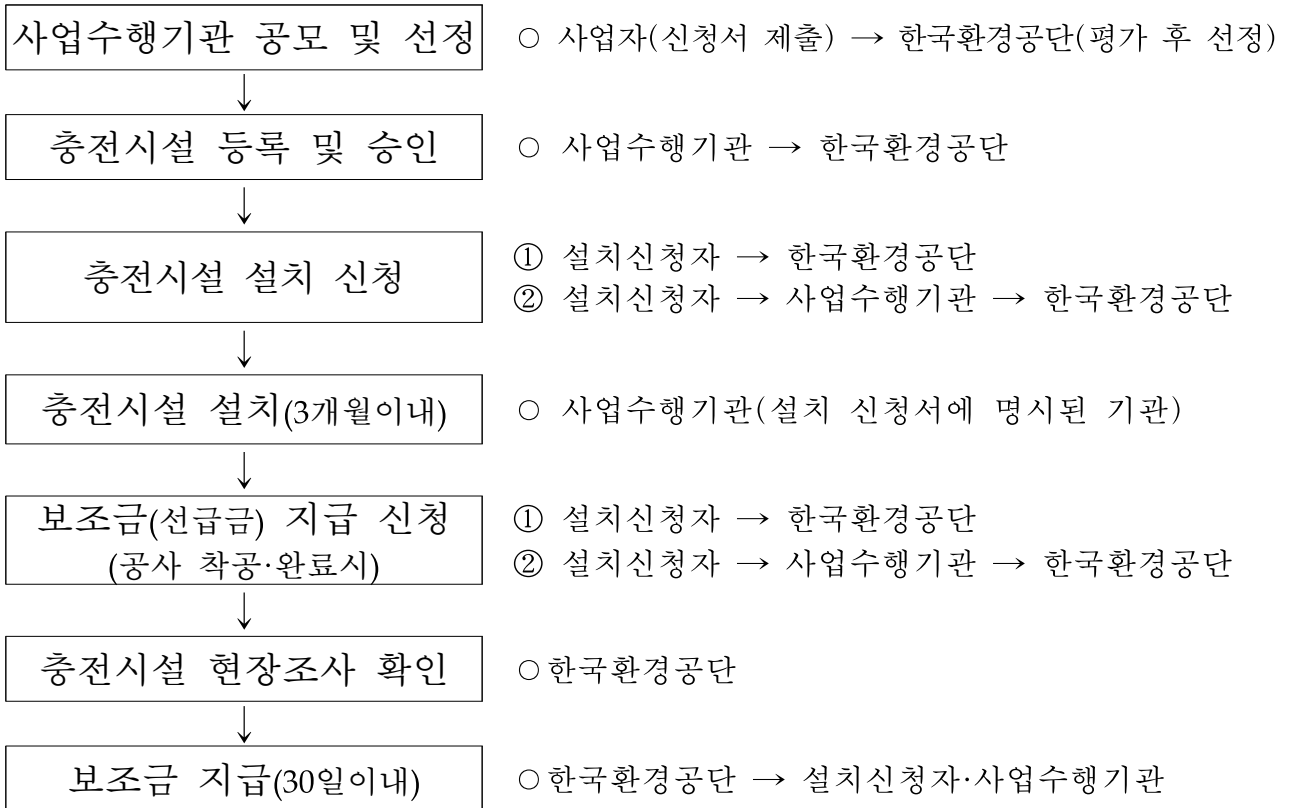 사업수행기관 공모 및 선정 ○ 사업자(신청서 제출) → 한국환경공단(평가 후 선정)
충전시설 등록 및 승인 ○ 사업수행기관 → 한국환경공단
충전시설 설치 신청
① 설치신청자 → 한국환경공단
② 설치신청자 → 사업수행기관 → 한국환경공단
충전시설 설치(3개월이내) ○ 사업수행기관(설치 신청서에 명시된 기관)
보조금(선급금) 지급 신청
(공사 착공·완료시)
① 설치신청자 → 한국환경공단
② 설치신청자 → 사업수행기관 → 한국환경공단
충전시설 현장조사 확인 ○한국환경공단
보조금 지급(30일이내) ○한국환경공단 → 설치신청자·사업수행기관